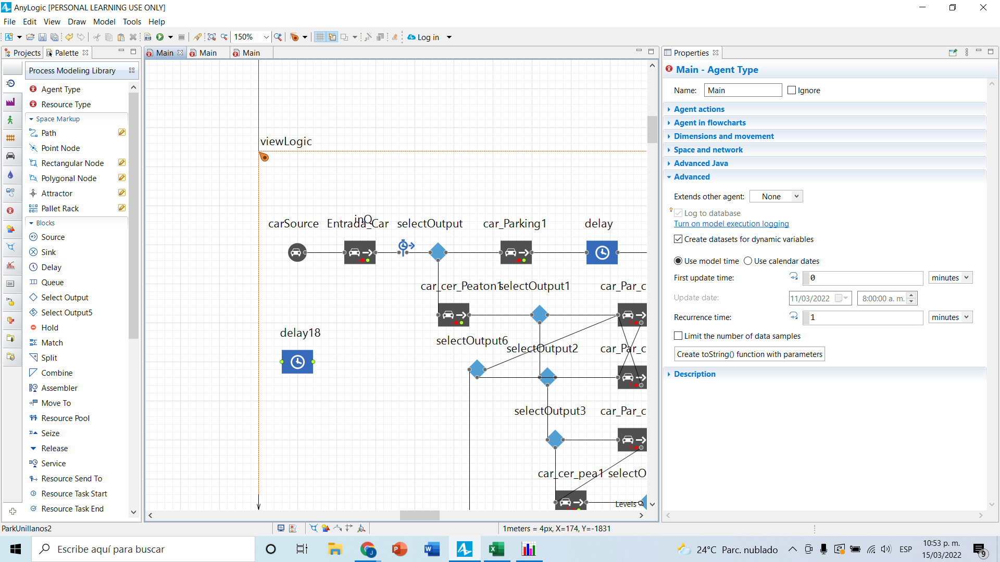 AnyLogic [PERSONAL LEARNING USE ONLY]
File Edit View Draw Model Tools Help
150% Log in
Projects Palette Main Main Main Properties
Process Modeling Library
Agent Type
Resource Type
Space Markup
Path
Point Node
Rectangular Node
Polygonal Node
Attractor
Pallet Rack
Blocks
Source
Sink
Delay
Queue
Select Output
Select Output5
Hold
Match
Split
Combine
Assembler
Move To
Resource Pool
Seize
Release
Service
Resource Send To
Resource Task Start
Resource Task End
viewLogic
inQ
carSource Entrada_Car selectOutput car_Parking1 delay
car_cer_Peaton1 selectOutput1 car_Par_c
delay18
selectOutput6
selectOutput2 car_Par_c
selectOutput3 car_Par_c
car_cer_pea1 selectO
Levels
Main - Agent Type
Name: Main Ignore
Agent actions
Agent in flowcharts
Dimensions and movement
Space and network
Advanced Java
Advanced
Extends other agent: None
Log to database
Turn on model execution logging
Create datasets for dynamic variables
Use model time Use calendar dates
First update time: 0 minutes
Update date: 11/03/2022 8:00:00 a. m.
Recurrence time: 1 minutes
Limit the number of data samples
Create toString() function with parameters
Description
ParkUnillanos2 1meters = 4px, X=174, Y=-1831
Escribe aquí para buscar
24°C Parc. nublado ESP
10:53 p. m.
15/03/2022
9